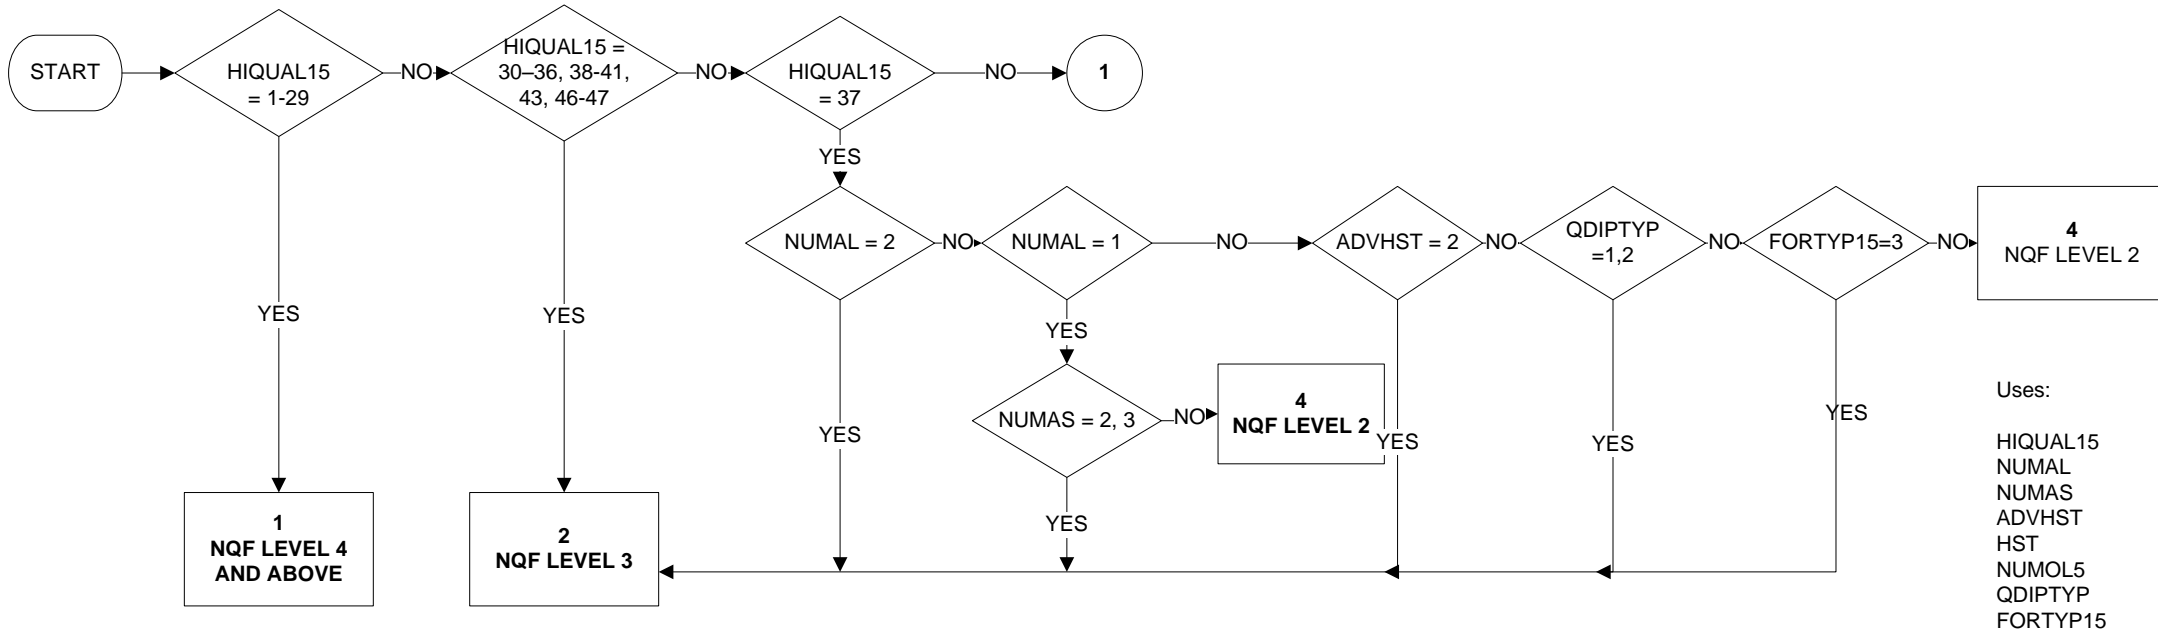 START
HIQUAL15
= 1-29
NO
HIQUAL15 =
30–36, 38-41,
43, 46-47
NO
HIQUAL15
= 37
NO
1
YES
YES
YES
NUMAL = 2
NO
NUMAL = 1
NO
ADVHST = 2
NO
QDIPTYP
=1,2
NO
FORTYP15=3
NO
4
NQF LEVEL 2
YES
YES
NUMAS = 2, 3
NO
4
NQF LEVEL 2
YES
YES
YES
YES
1
NQF LEVEL 4
AND ABOVE
2
NQF LEVEL 3
Uses:
HIQUAL15
NUMAL
NUMAS
ADVHST
HST
NUMOL5
QDIPTYP
FORTYP15